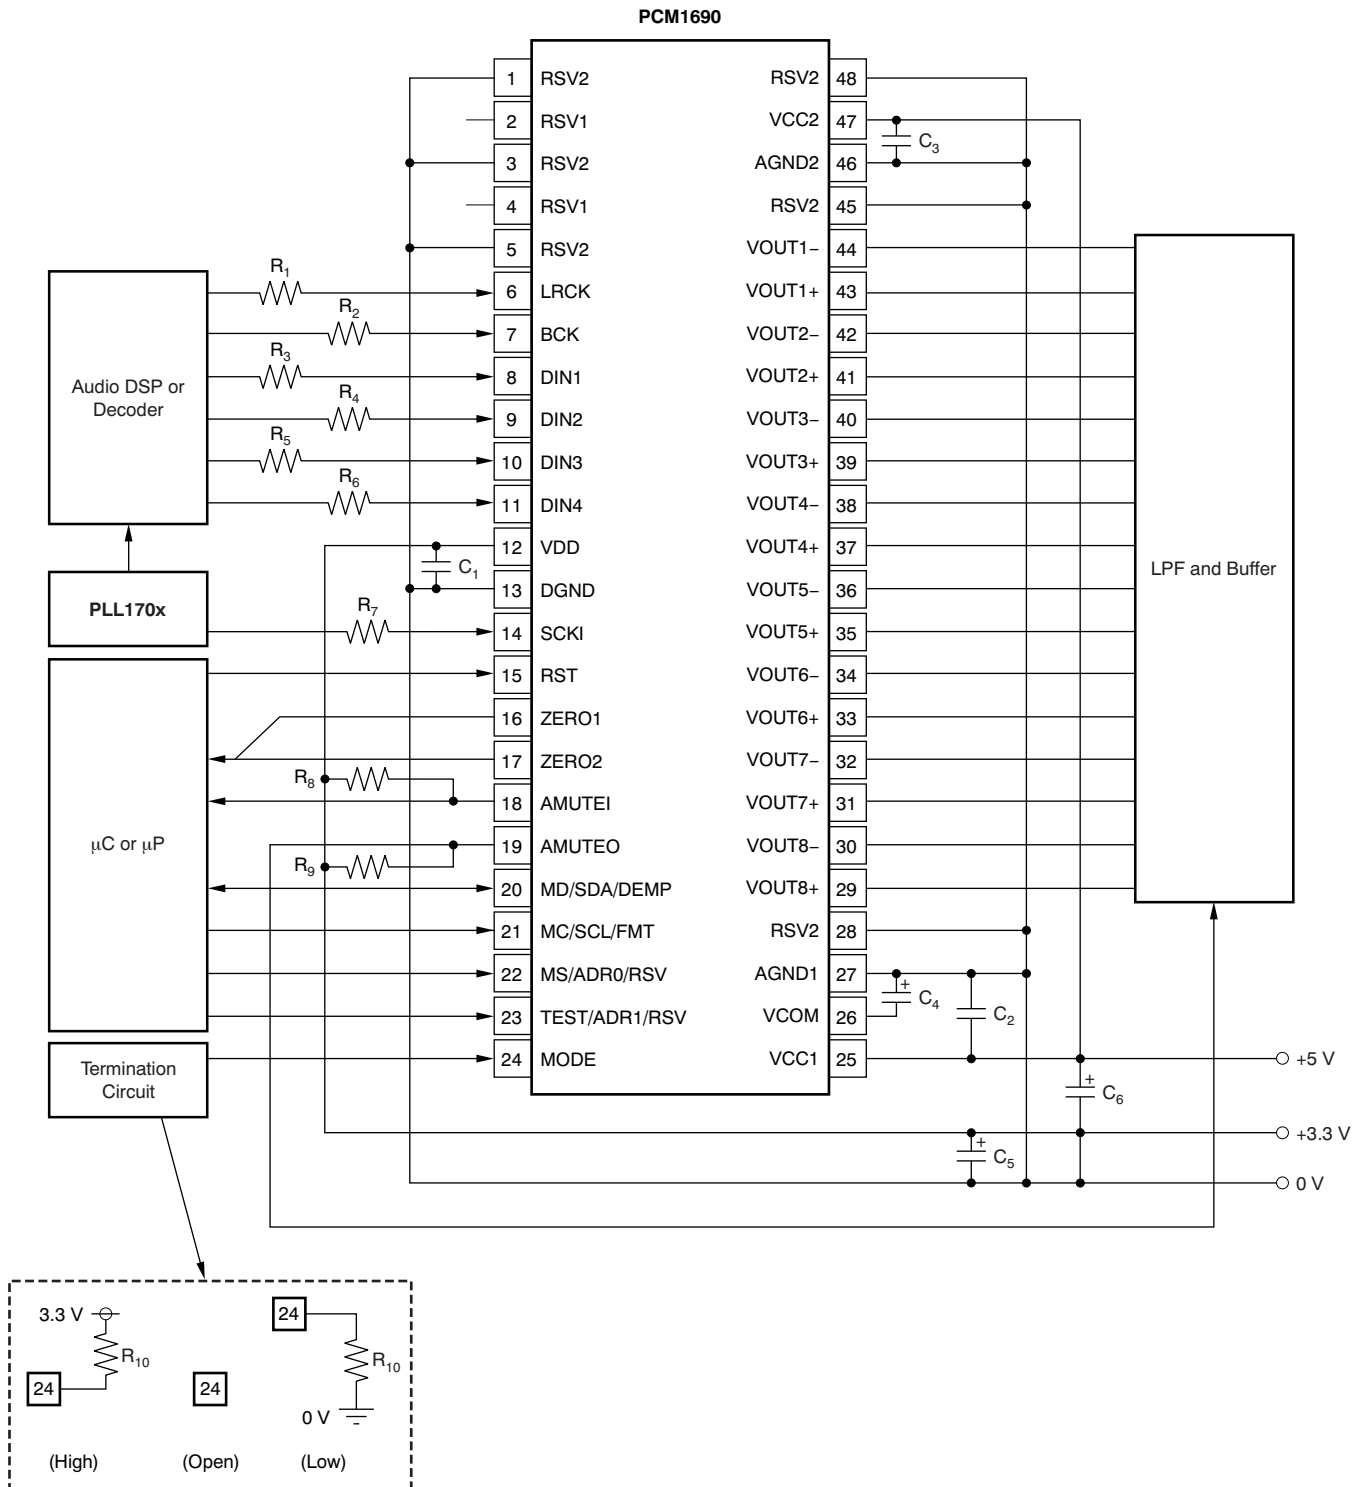 PCM1690
1 RSV2 RSV2 48
2 RSV1 VCC2 47
C3
3 RSV2 AGND2 46
4 RSV1 RSV2 45
5 RSV2 VOUT1− 44
R1
6 LRCK VOUT1+ 43
R2
7 BCK VOUT2− 42
R3
8 DIN1 VOUT2+ 41
Audio DSP or
Decoder
R4
9 DIN2 VOUT3− 40
R5
10 DIN3 VOUT3+ 39
R6
11 DIN4 VOUT4− 38
12 VDD VOUT4+ 37
C1
LPF and Buffer
13 DGND VOUT5− 36
PLL170x
R7
14 SCKI VOUT5+ 35
15 RST VOUT6− 34
16 ZERO1 VOUT6+ 33
17 ZERO2 VOUT7− 32
R8
18 AMUTEI VOUT7+ 31
μC or μP
19 AMUTEO VOUT8− 30
R9
20 MD/SDA/DEMP VOUT8+ 29
21 MC/SCL/FMT RSV2 28
22 MS/ADR0/RSV AGND1 27
+ C4
C2
23 TEST/ADR1/RSV VCOM 26
24 MODE VCC1 25
+5 V
Termination
Circuit
+ C6
+3.3 V
+ C5
0 V
3.3 V
R10
24
(High)
24
(Open)
24
R10
0 V
(Low)